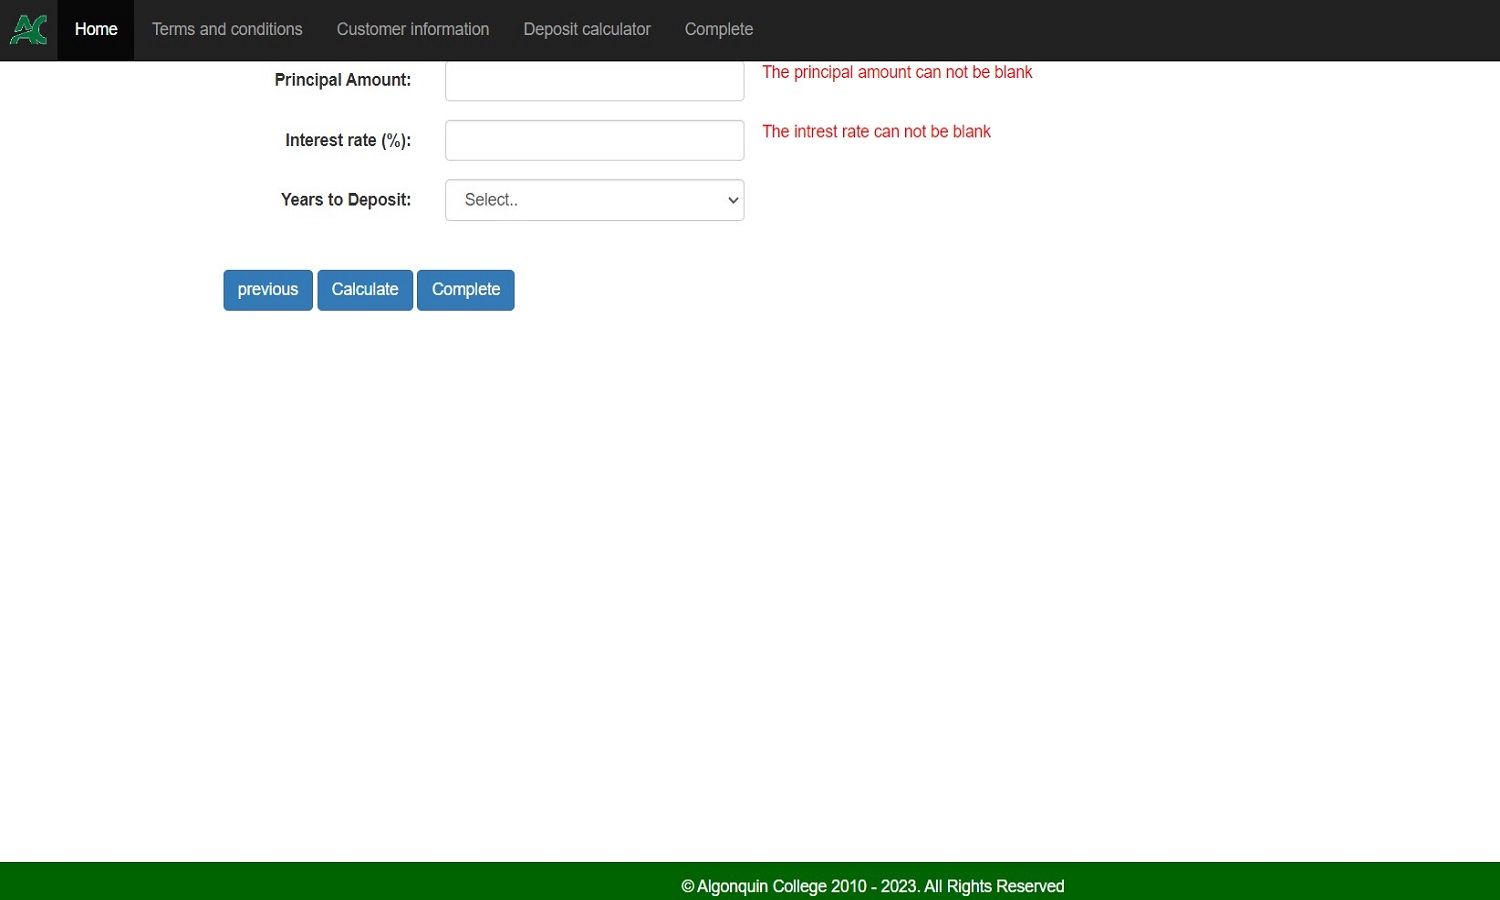 AC Home Terms and conditions Customer information Deposit calculator Complete
Principal Amount: The principal amount can not be blank
Interest rate (%): The intrest rate can not be blank
Years to Deposit: Select..
previous Calculate Complete
© Algonquin College 2010 - 2023. All Rights Reserved